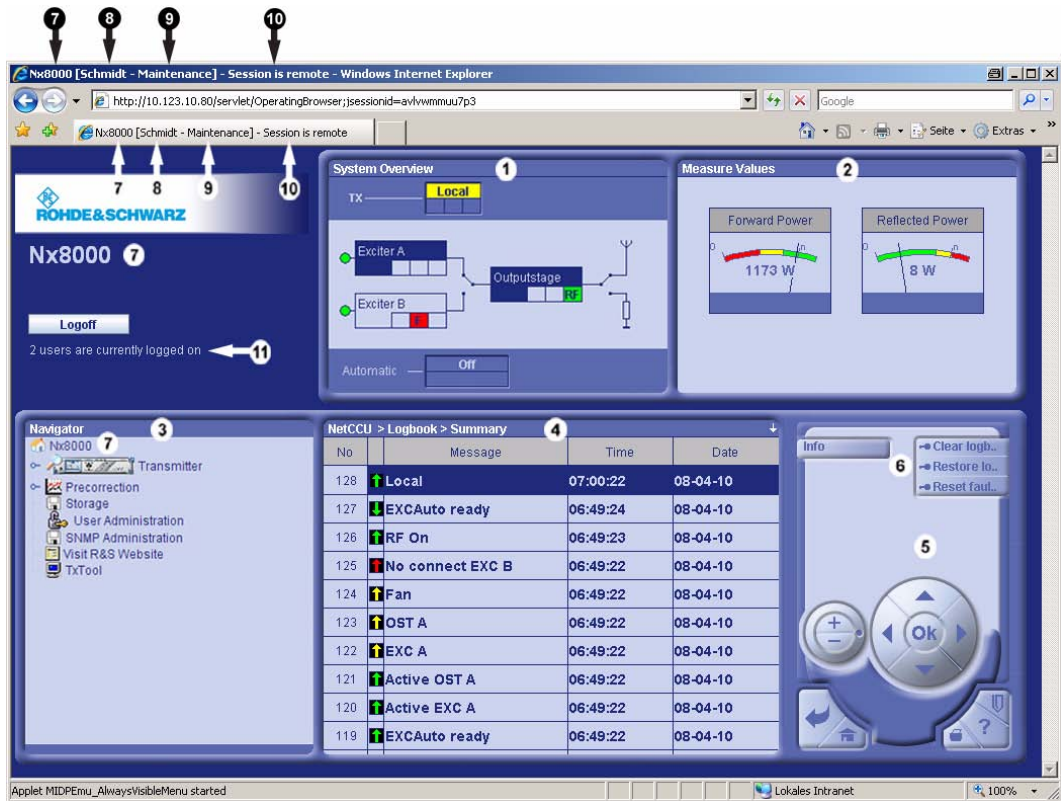 7 8 9 10
Nx8000 [Schmidt - Maintenance] - Session is remote - Windows Internet Explorer
http://10.123.10.80/servlet/OperatingBrowser;jsessionid=avlvwmmuu7p3
Google
Nx8000 [Schmidt - Maintenance] - Session is remote
Seite
Extras
7 8 9 10
ROHDE&SCHWARZ
Nx8000 7
Logoff
2 users are currently logged on 11
System Overview 1
TX
Local
Exciter A
Exciter B
F
Outputstage
RF
Automatic
Off
Measure Values 2
Forward Power
0 n
1173 W
Reflected Power
0 n
8 W
Navigator 3
Nx8000 7
Transmitter
Precorrection
Storage
User Administration
SNMP Administration
Visit R&S Website
TxTool
NetCCU > Logbook > Summary 4
No Message Time Date
128 Local 07:00:22 08-04-10
127 EXCAuto ready 06:49:24 08-04-10
126 RF On 06:49:23 08-04-10
125 No connect EXC B 06:49:22 08-04-10
124 Fan 06:49:22 08-04-10
123 OST A 06:49:22 08-04-10
122 EXC A 06:49:22 08-04-10
121 Active OST A 06:49:22 08-04-10
120 Active EXC A 06:49:22 08-04-10
119 EXCAuto ready 06:49:22 08-04-10
Info
6
Clear logb..
Restore lo..
Reset faul..
5
+
−
Ok
?
Applet MIDPEmu_AlwaysVisibleMenu started
Lokales Intranet
100%